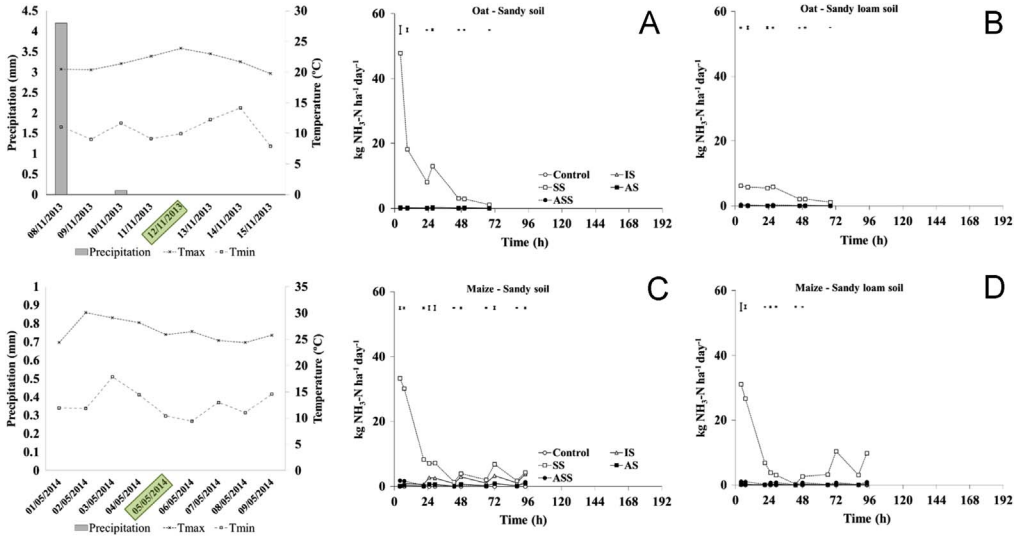 Precipitation (mm)
4.5
4
3.5
3
2.5
2
1.5
1
0.5
0
30
25
20
15
10
5
0
Temperature (ºC)
08/11/2013
09/11/2013
10/11/2013
11/11/2013
12/11/2013
13/11/2013
14/11/2013
15/11/2013
Precipitation Tmax Tmin
Oat - Sandy soil
A
kg NH3-N ha-1 day-1
60
40
20
0
Control IS
SS AS
ASS
0 24 48 72 96 120 144 168 192
Time (h)
Oat - Sandy loam soil
B
kg NH3-N ha-1 day-1
60
40
20
0
0 24 48 72 96 120 144 168 192
Time (h)
Precipitation (mm)
1
0.9
0.8
0.7
0.6
0.5
0.4
0.3
0.2
0.1
0
35
30
25
20
15
10
5
0
Temperature (ºC)
01/05/2014
02/05/2014
03/05/2014
04/05/2014
05/05/2014
06/05/2014
07/05/2014
08/05/2014
09/05/2014
Precipitation Tmax Tmin
Maize - Sandy soil
C
kg NH3-N ha-1 day-1
60
40
20
0
Control IS
SS AS
ASS
0 24 48 72 96 120 144 168 192
Time (h)
Maize - Sandy loam soil
D
kg NH3-N ha-1 day-1
60
40
20
0
0 24 48 72 96 120 144 168 192
Time (h)